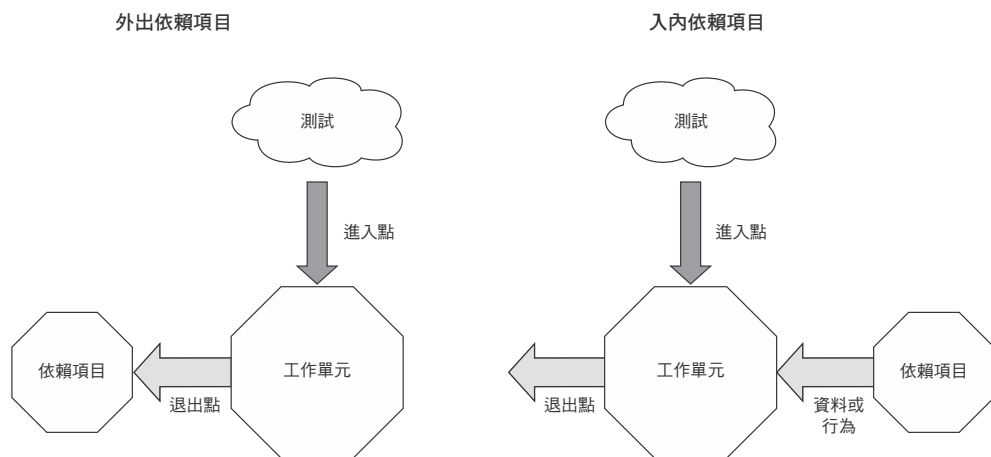 外出依賴項目
測試
進入點
依賴項目
工作單元
退出點
入內依賴項目
測試
進入點
工作單元
依賴項目
退出點
資料或
行為